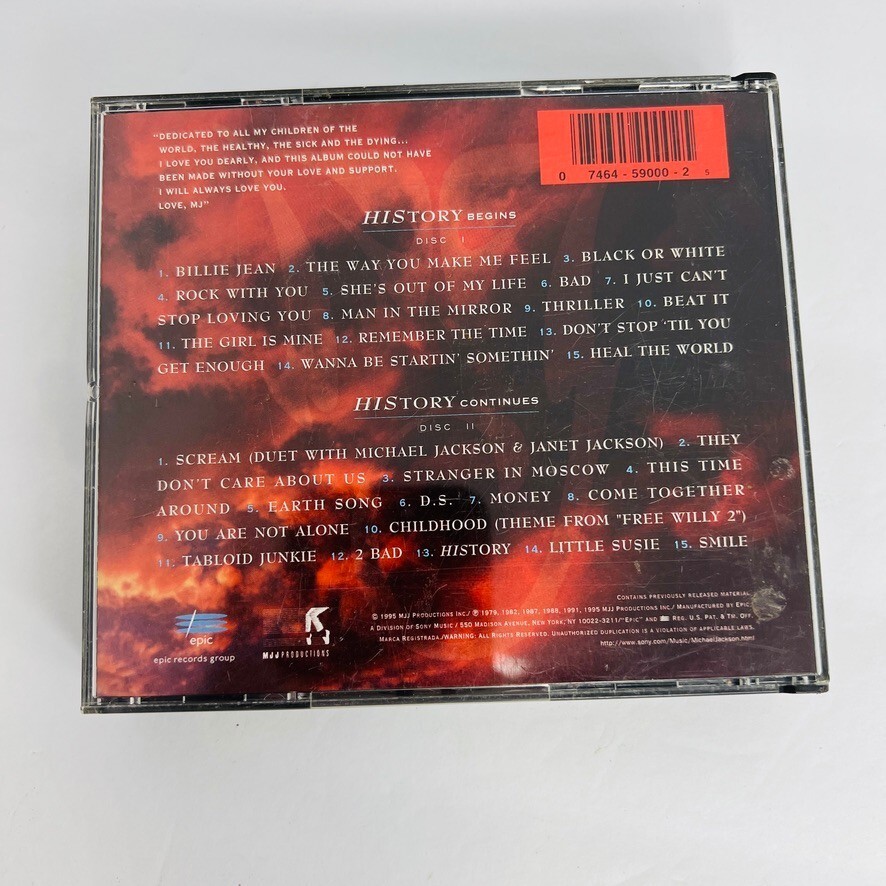 "DEDICATED TO ALL MY CHILDREN OF THE
WORLD, THE HEALTHY, THE SICK AND THE DYING...
I LOVE YOU DEARLY, AND THIS ALBUM COULD NOT HAVE
BEEN MADE WITHOUT YOUR LOVE AND SUPPORT.
I WILL ALWAYS LOVE YOU.
LOVE, MJ"
0 7464-59000-2 5
HISTORY BEGINS
DISC I
1. BILLIE JEAN 2. THE WAY YOU MAKE ME FEEL 3. BLACK OR WHITE
4. ROCK WITH YOU 5. SHE'S OUT OF MY LIFE 6. BAD 7. I JUST CAN'T
STOP LOVING YOU 8. MAN IN THE MIRROR 9. THRILLER 10. BEAT IT
11. THE GIRL IS MINE 12. REMEMBER THE TIME 13. DON'T STOP 'TIL YOU
GET ENOUGH 14. WANNA BE STARTIN' SOMETHIN' 15. HEAL THE WORLD
HISTORY CONTINUES
DISC II
1. SCREAM (DUET WITH MICHAEL JACKSON & JANET JACKSON) 2. THEY
DON'T CARE ABOUT US 3. STRANGER IN MOSCOW 4. THIS TIME
AROUND 5. EARTH SONG 6. D.S. 7. MONEY 8. COME TOGETHER
9. YOU ARE NOT ALONE 10. CHILDHOOD (THEME FROM "FREE WILLY 2")
11. TABLOID JUNKIE 12. 2 BAD 13. HISTORY 14. LITTLE SUSIE 15. SMILE
epic
epic records group
MJJ PRODUCTIONS
CONTAINS PREVIOUSLY RELEASED MATERIAL.
© 1995 MJJ PRODUCTIONS INC./ ℗ 1979, 1982, 1987, 1988, 1991, 1995 MJJ PRODUCTIONS INC./ MANUFACTURED BY EPIC,
A DIVISION OF SONY MUSIC / 550 MADISON AVENUE, NEW YORK, NY 10022-3211/"EPIC" AND REG. U.S. PAT. & TM. OFF.
MARCA REGISTRADA./WARNING: ALL RIGHTS RESERVED. UNAUTHORIZED DUPLICATION IS A VIOLATION OF APPLICABLE LAWS.
http://www.sony.com/Music/MichaelJackson.html